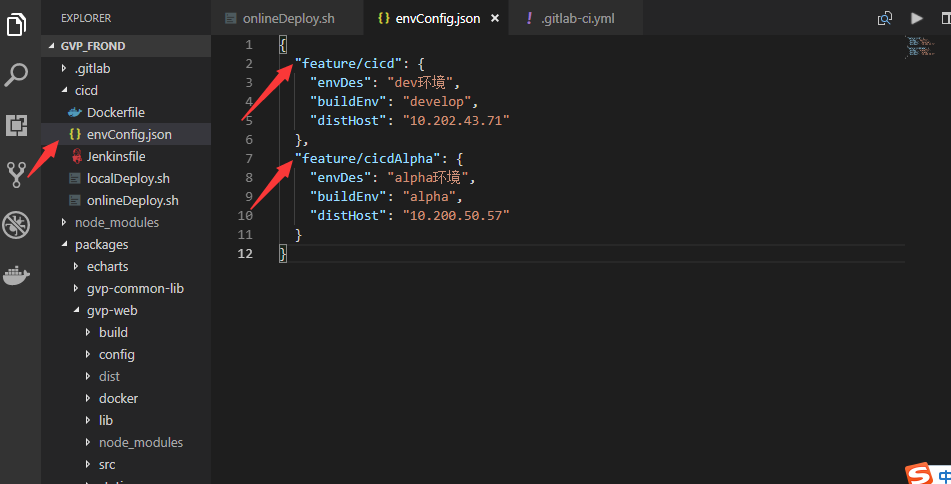 EXPLORER
GVP_FROND
.gitlab
cicd
Dockerfile
{} envConfig.json
Jenkinsfile
localDeploy.sh
onlineDeploy.sh
node_modules
packages
echarts
gvp-common-lib
gvp-web
build
config
dist
docker
lib
node_modules
src
onlineDeploy.sh {} envConfig.json × ! .gitlab-ci.yml
1 {
2 "feature/cicd": {
3 "envDes": "dev环境",
4 "buildEnv": "develop",
5 "distHost": "10.202.43.71"
6 },
7 "feature/cicdAlpha": {
8 "envDes": "alpha环境",
9 "buildEnv": "alpha",
10 "distHost": "10.200.50.57"
11 }
12 }
S 中